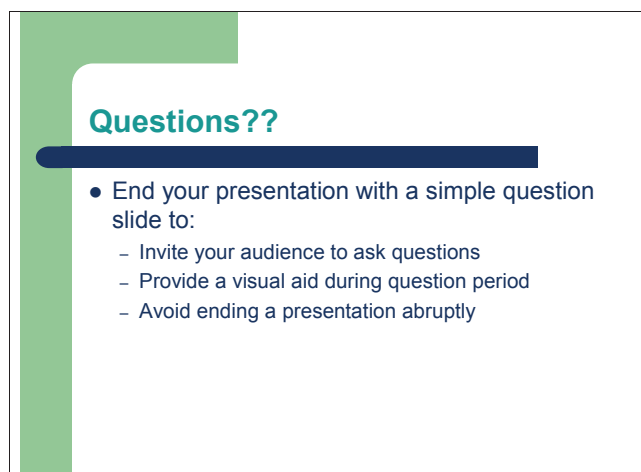 Questions??
● End your presentation with a simple question
slide to:
– Invite your audience to ask questions
– Provide a visual aid during question period
– Avoid ending a presentation abruptly